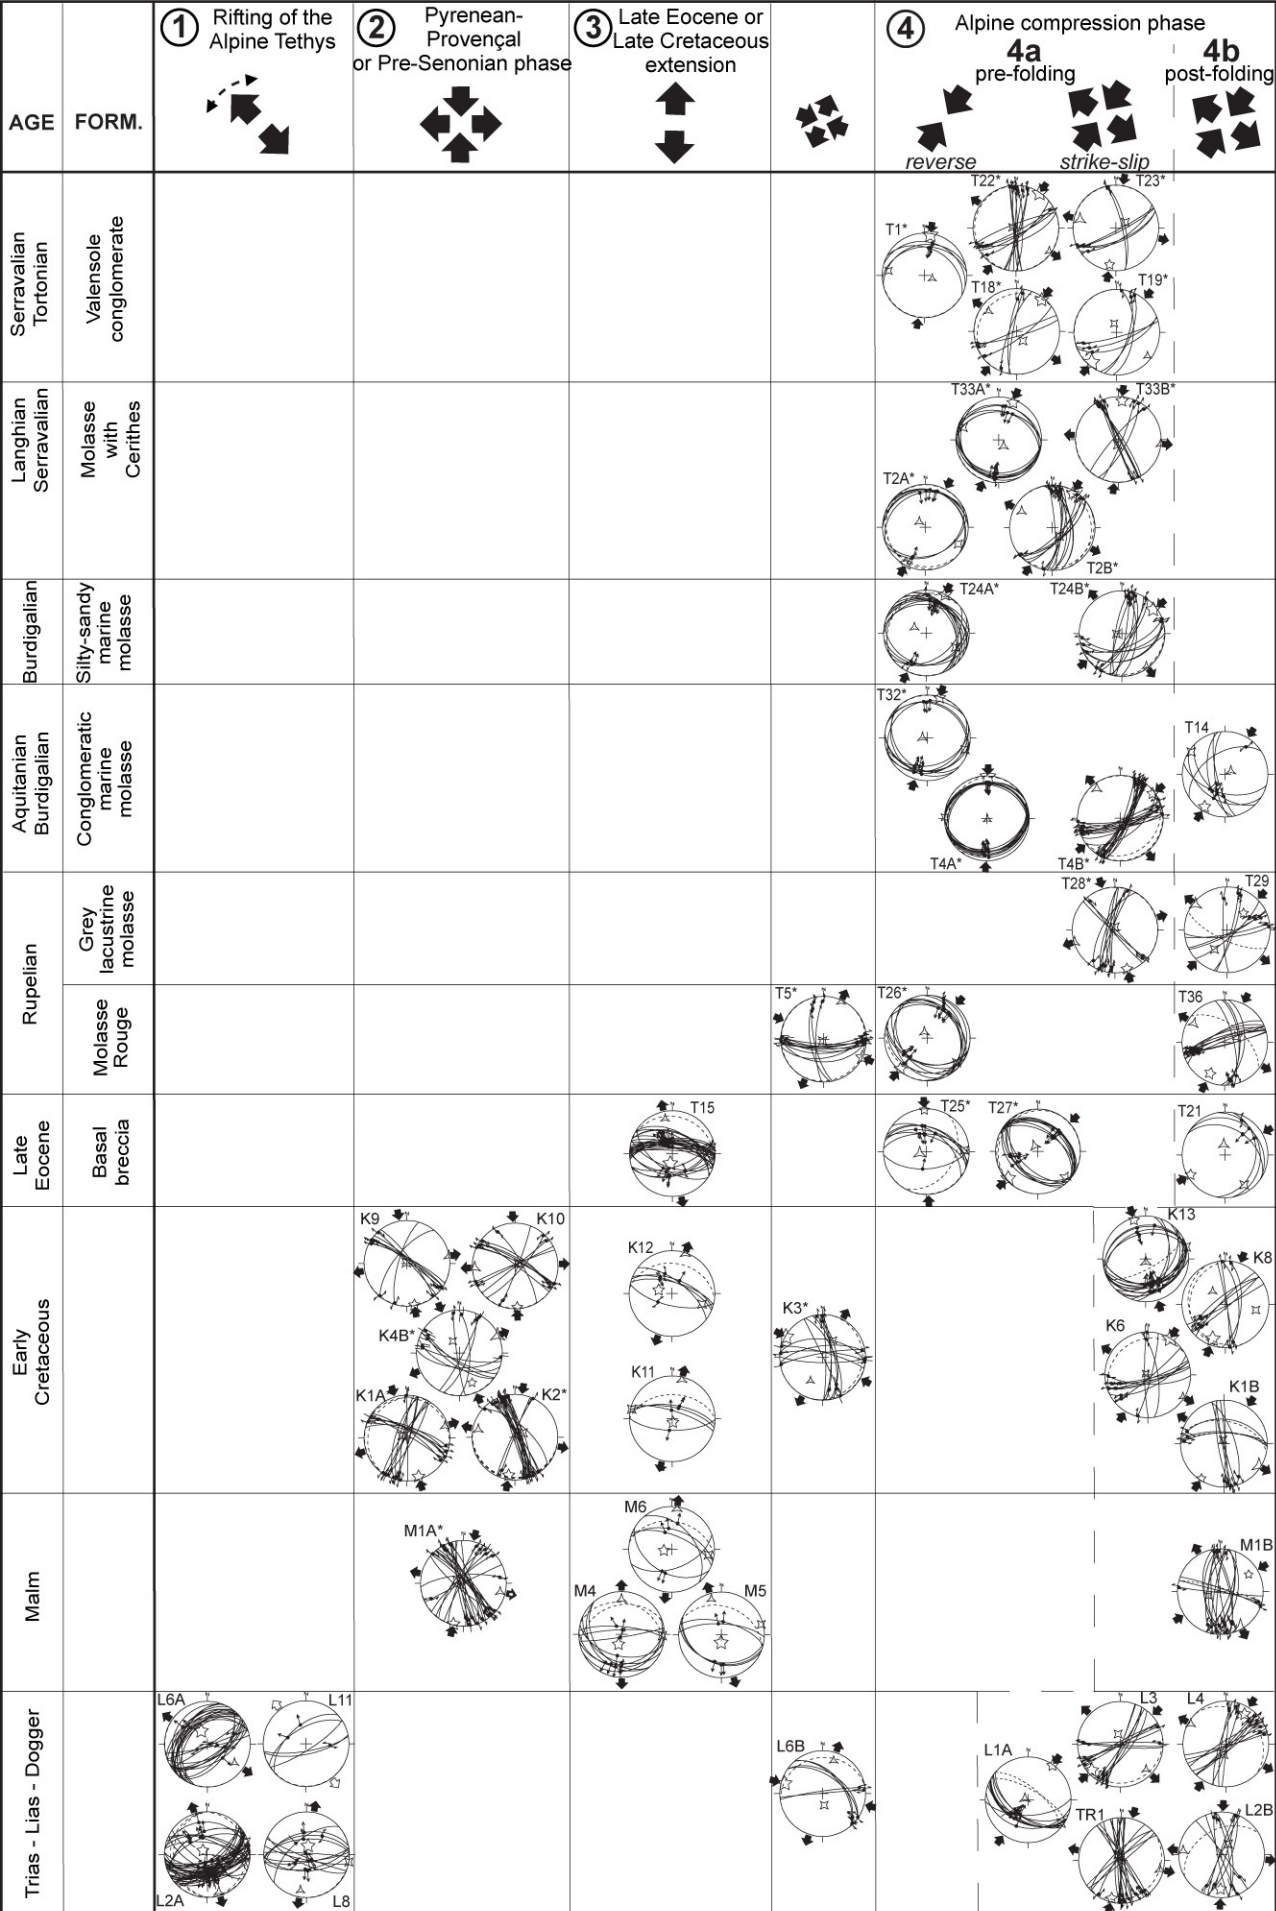 1 Rifting of the
Alpine Tethys
2 Pyrenean-
Provençal
or Pre-Senonian phase
3 Late Eocene or
Late Cretaceous
extension
4 Alpine compression phase
4a
pre-folding
4b
post-folding
AGE FORM.
reverse strike-slip
Serravalian
Tortonian
Valensole
conglomerate
T22* T23*
T1*
T18* T19*
Langhian
Serravalian
Molasse
with
Cerithes
T33A* T33B*
T2A*
T2B*
Burdigalian
Silty-sandy
marine
molasse
T24A* T24B*
Aquitanian
Burdigalian
Conglomeratic
marine
molasse
T32*
T14
T4A* T4B*
Rupelian
Grey
lacustrine
molasse
T28* T29
Molasse
Rouge
T5* T26* T36
Late
Eocene
Basal
breccia
T15 T25* T27* T21
Early
Cretaceous
K9 K10 K13
K12 K8
K3*
K4B* K6
K11
K1A K2* K1B
Malm
M6
M1A* M1B
M4 M5
Trias - Lias - Dogger
L6A L11 L3 L4
L6B L1A
TR1 L2B
L2A L8